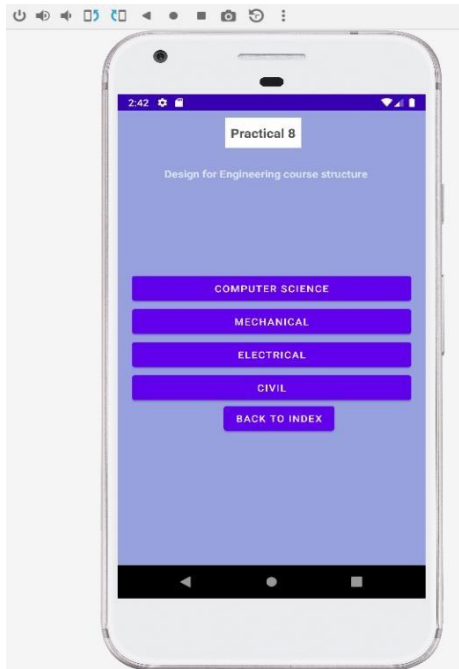 2:42
Practical 8
Design for Engineering course structure
COMPUTER SCIENCE
MECHANICAL
ELECTRICAL
CIVIL
BACK TO INDEX